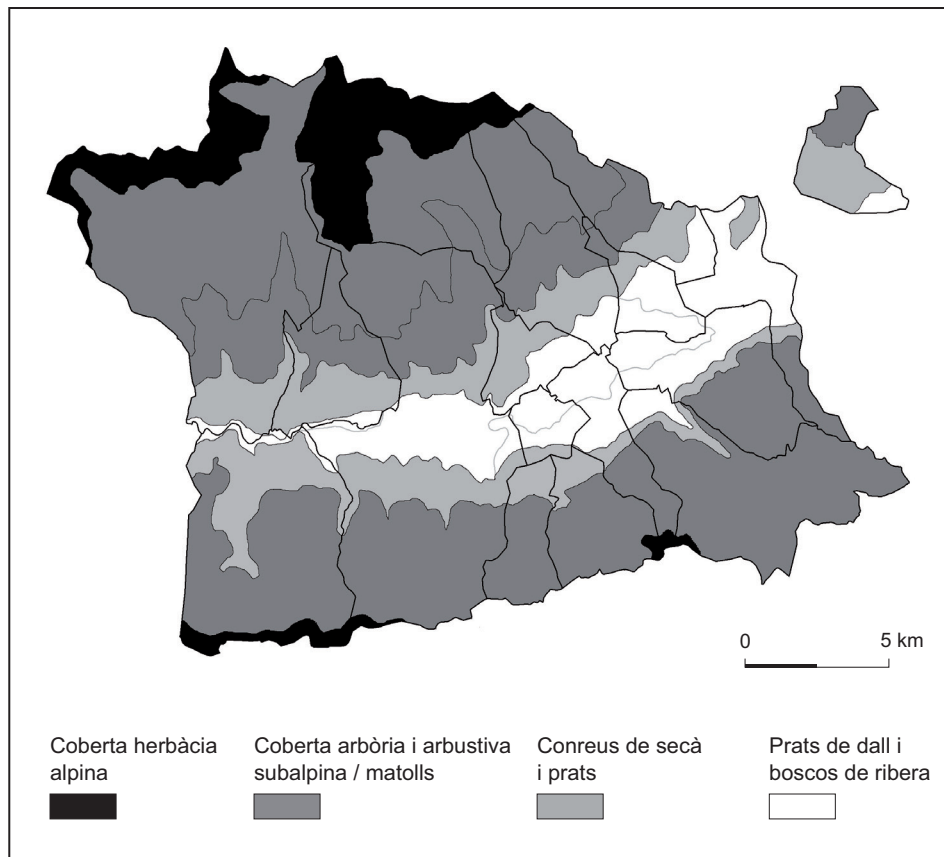 0 5 km
Coberta herbàcia
alpina
Coberta arbòria i arbustiva
subalpina / matolls
Conreus de secà
i prats
Prats de dall i
boscos de ribera